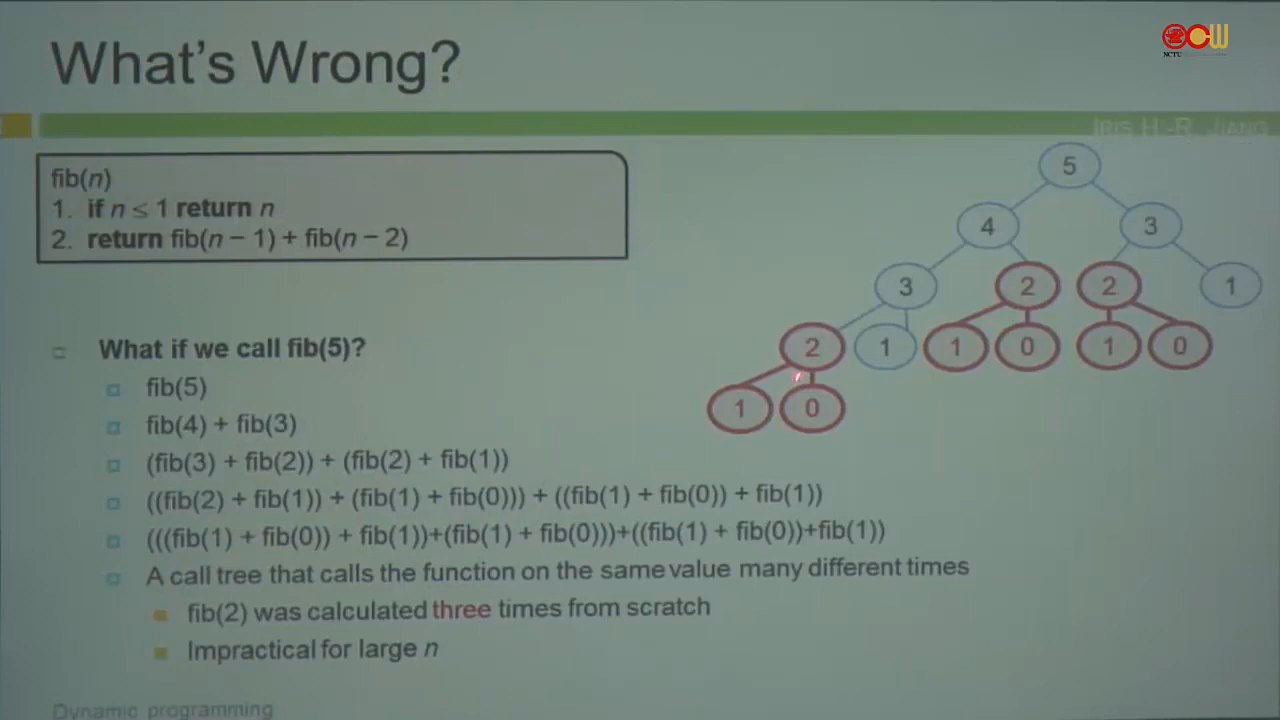 What's Wrong?
OCW
NCTU
IRIS H.-R. JIANG
fib(n)
1. if n ≤ 1 return n
2. return fib(n − 1) + fib(n − 2)
5
4
3
3
2
2
1
2
1
1
0
1
0
1
0
What if we call fib(5)?
fib(5)
fib(4) + fib(3)
(fib(3) + fib(2)) + (fib(2) + fib(1))
((fib(2) + fib(1)) + (fib(1) + fib(0))) + ((fib(1) + fib(0)) + fib(1))
(((fib(1) + fib(0)) + fib(1))+(fib(1) + fib(0)))+((fib(1) + fib(0))+fib(1))
A call tree that calls the function on the same value many different times
fib(2) was calculated three times from scratch
Impractical for large n
Dynamic programming